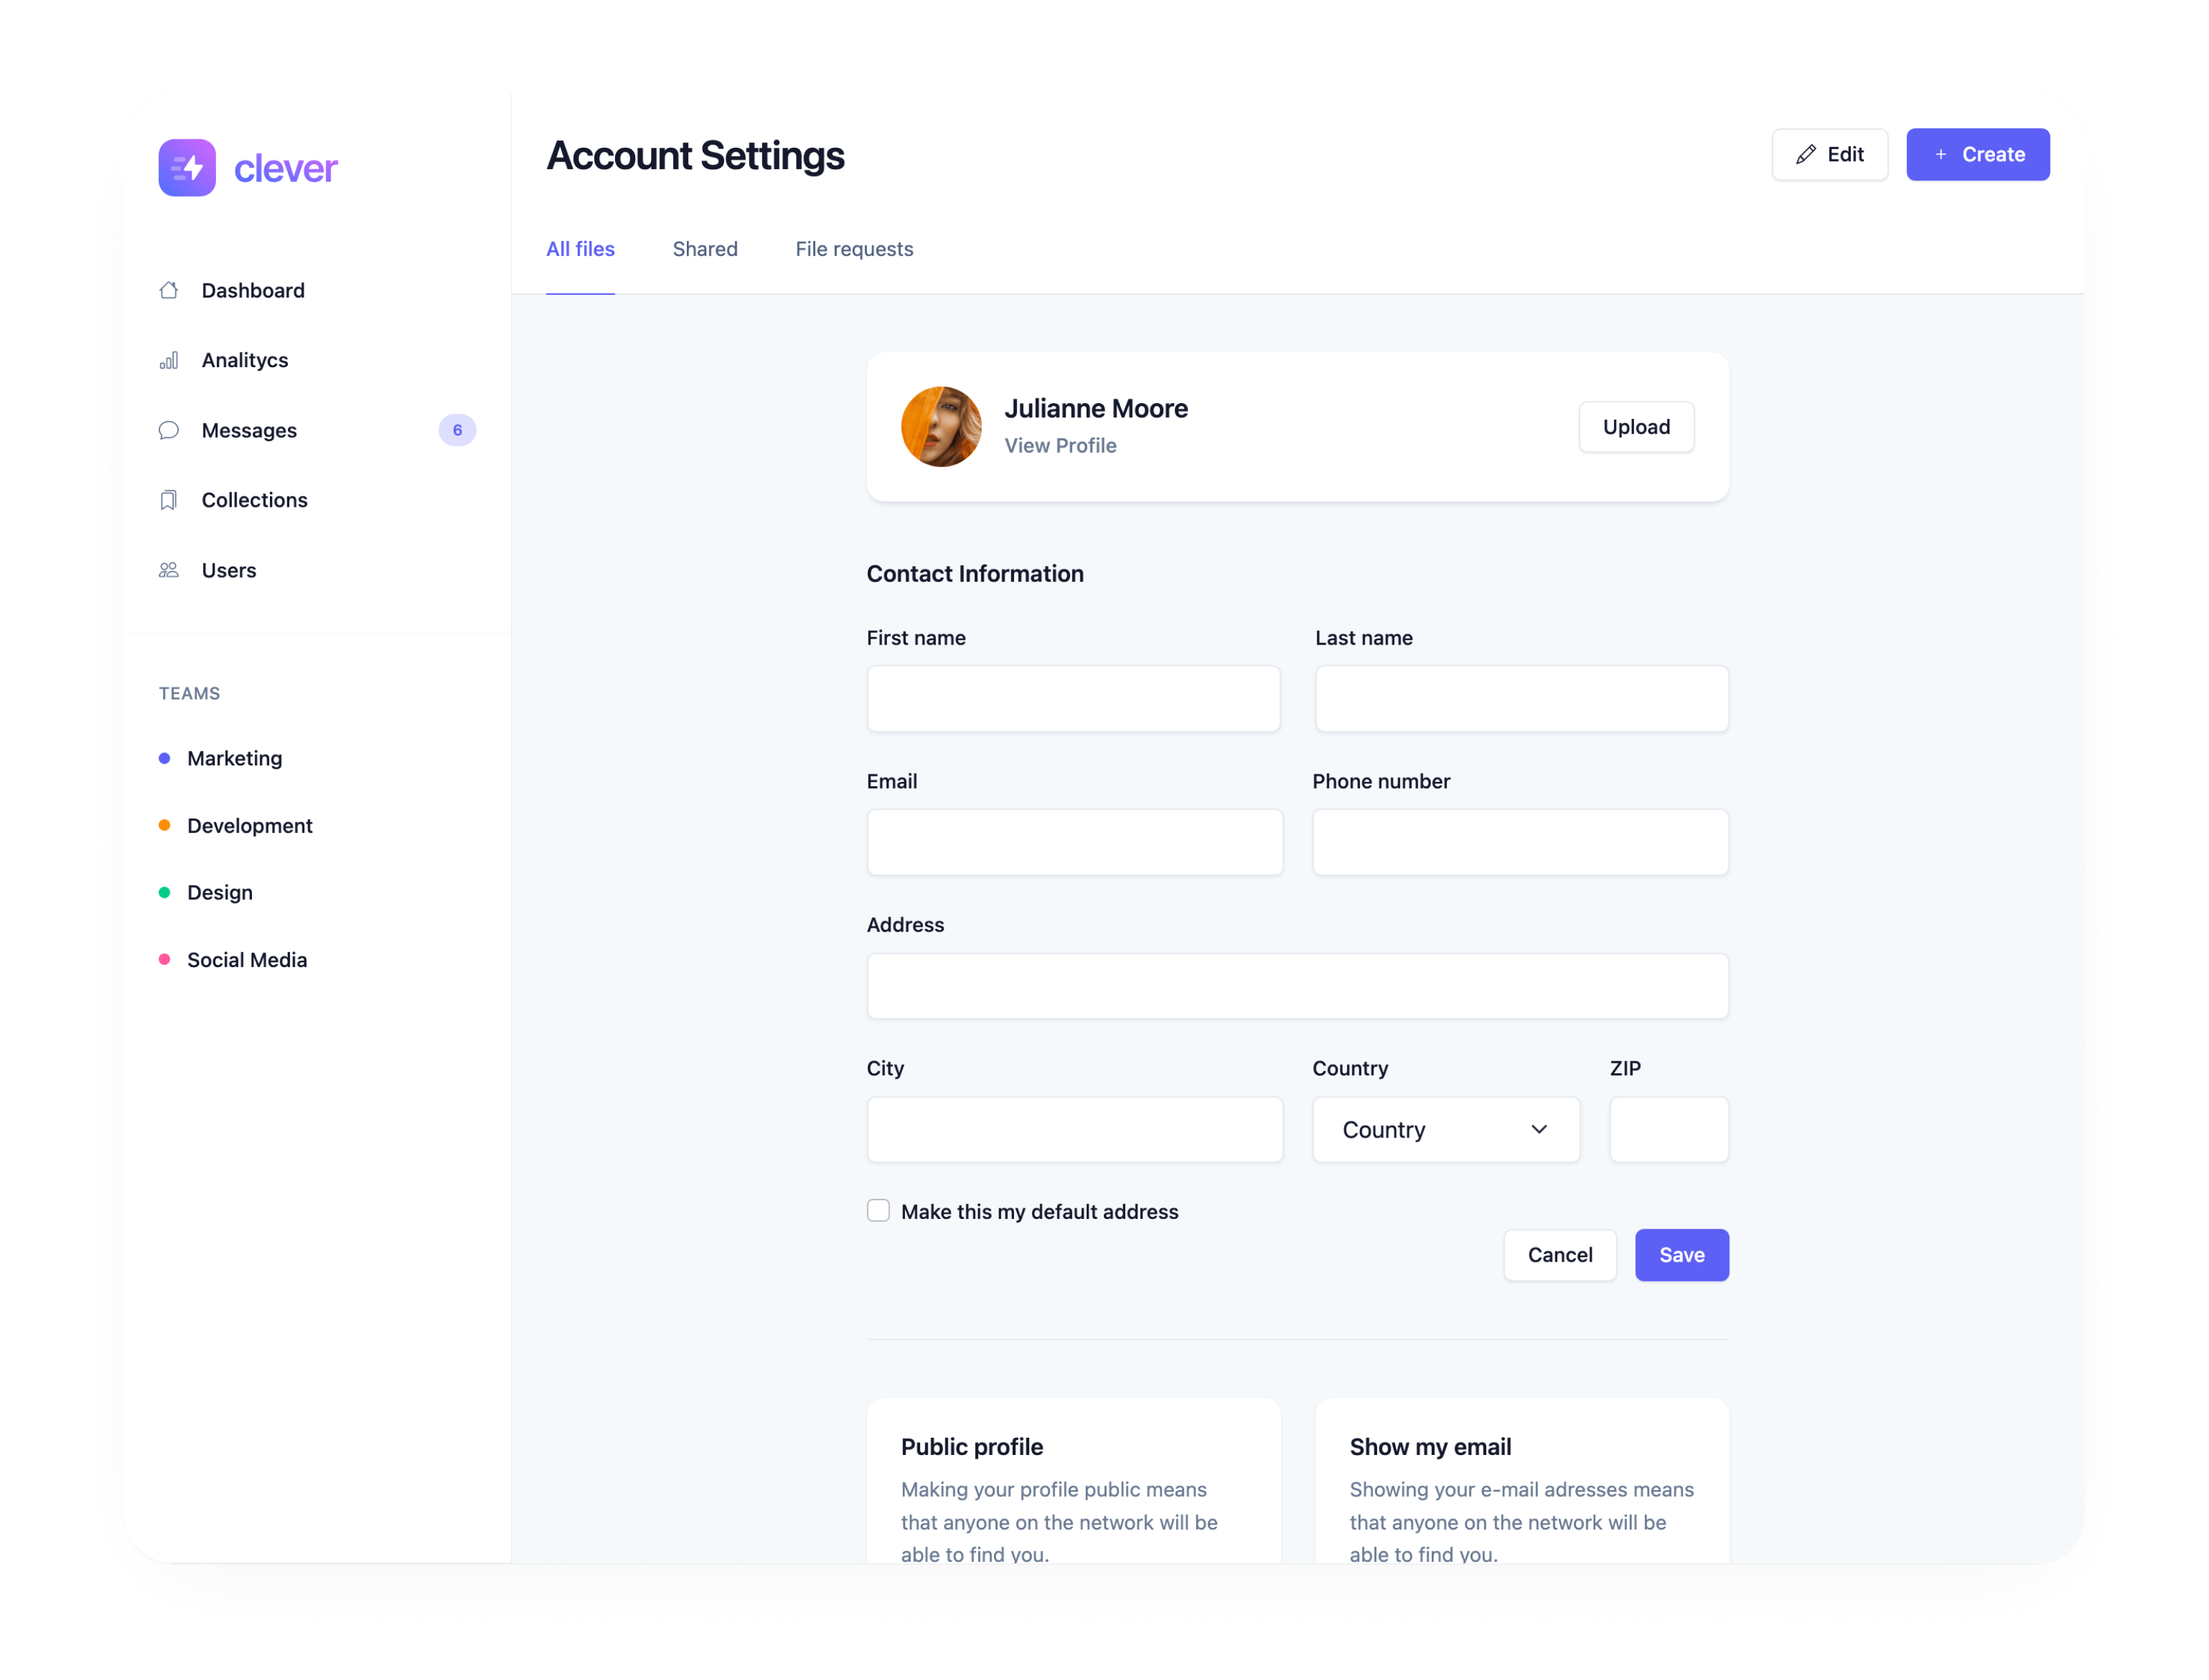 clever
Dashboard
Analitycs
Messages
6
Collections
Users
TEAMS
Marketing
Development
Design
Social Media
Account Settings
Edit
+ Create
All files
Shared
File requests
Julianne Moore
View Profile
Upload
Contact Information
First name
Last name
Email
Phone number
Address
City
Country
ZIP
Country
Make this my default address
Cancel
Save
Public profile
Making your profile public means
that anyone on the network will be
able to find you.
Show my email
Showing your e-mail adresses means
that anyone on the network will be
able to find you.